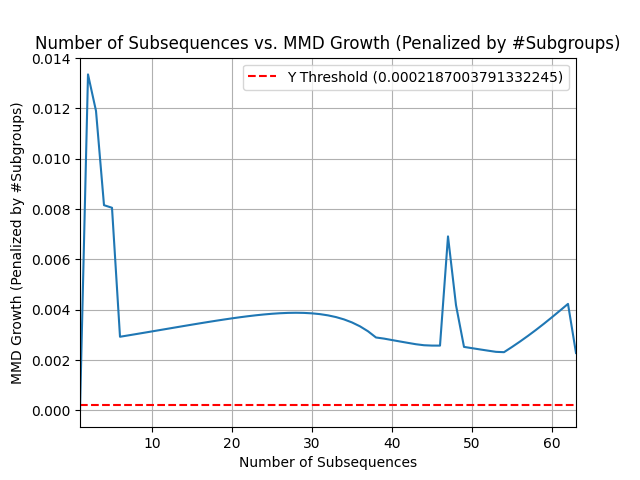 Number of Subsequences vs. MMD Growth (Penalized by #Subgroups)
Y Threshold (0.0002187003791332245)
MMD Growth (Penalized by #Subgroups)
0.014
0.012
0.010
0.008
0.006
0.004
0.002
0.000
10 20 30 40 50 60
Number of Subsequences